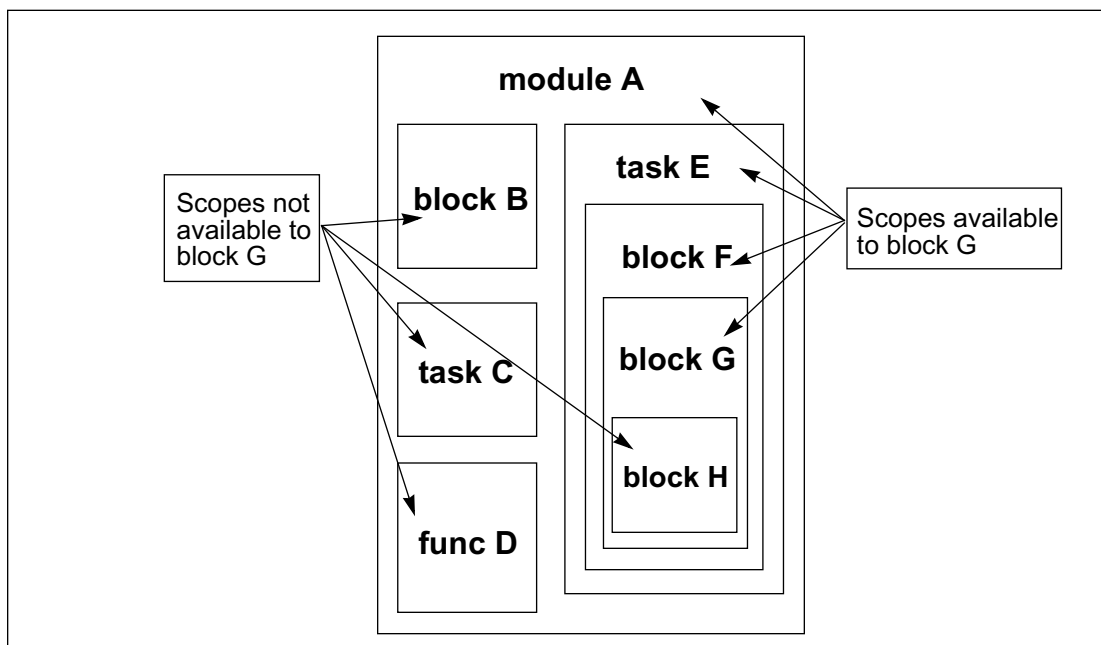 module A
block B
task C
func D
task E
block F
block G
block H
Scopes not
available to
block G
Scopes available
to block G